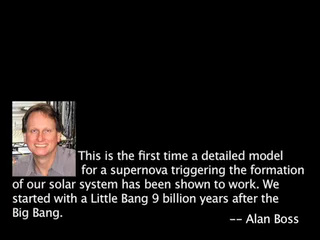 This is the first time a detailed model
for a supernova triggering the formation
of our solar system has been shown to work. We
started with a Little Bang 9 billion years after the
Big Bang.
-- Alan Boss